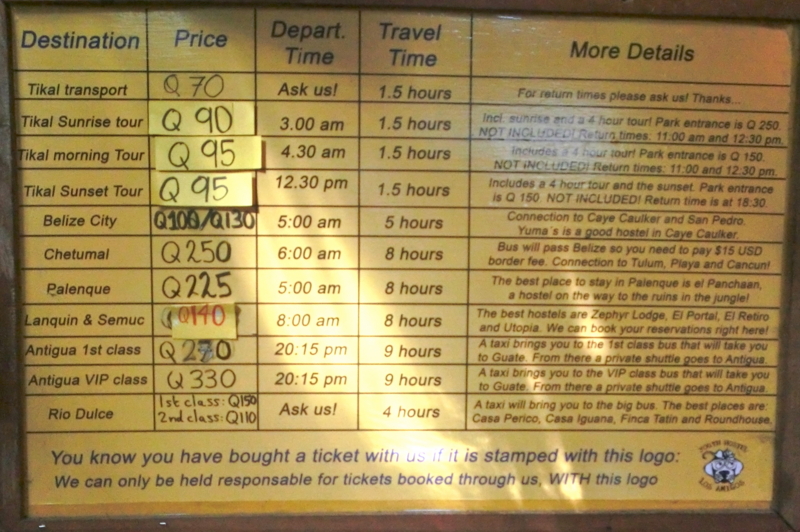 Destination Price Depart. Time Travel Time More Details
Tikal transport Q 70 Ask us! 1.5 hours For return times please ask us! Thanks...
Tikal Sunrise tour Q 90 3.00 am 1.5 hours Incl. sunrise and a 4 hour tour! Park entrance is Q 250.
NOT INCLUDED! Return times: 11:00 am and 12:30 pm.
Tikal morning Tour Q 95 4.30 am 1.5 hours Includes a 4 hour tour! Park entrance is Q 150.
NOT INCLUDED! Return times: 11:00 am and 12:30 pm.
Tikal Sunset Tour Q 95 12.30 pm 1.5 hours Includes a 4 hour tour and the sunset. Park entrance
is Q 150. NOT INCLUDED! Return time is at 18:30.
Belize City Q100/Q130 5:00 am 5 hours Connection to Caye Caulker and San Pedro.
Yuma´s is a good hostel in Caye Caulker.
Chetumal Q250 6:00 am 8 hours Bus will pass Belize so you need to pay $15 USD
border fee. Connection to Tulum, Playa and Cancun!
Palenque Q225 5:00 am 8 hours The best place to stay in Palenque is el Panchaan,
a hostel on the way to the ruins in the jungle!
Lanquin & Semuc Q140 8:00 am 8 hours The best hostels are Zephyr Lodge, El Portal, El Retiro
and Utopia. We can book your reservations right here!
Antigua 1st class Q270 20:15 pm 9 hours A taxi brings you to the 1st class bus that will take you
to Guate. From there a private shuttle goes to Antigua.
Antigua VIP class Q330 20:15 pm 9 hours A taxi brings you to the VIP class bus that will take you
to Guate. From there a private shuttle goes to Antigua.
Rio Dulce 1st class: Q150 Ask us! 4 hours A taxi will bring you to the big bus. The best places are:
2nd class: Q110 Casa Perico, Casa Iguana, Finca Tatin and Roundhouse.
You know you have bought a ticket with us if it is stamped with this logo:
We can only be held responsible for tickets booked through us, WITH this logo
YOUTH HOSTEL
LOS AMIGOS